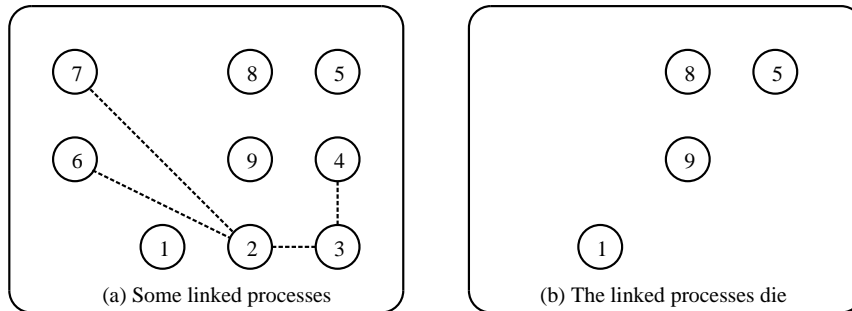 7 8 5 8 5
6 9 4 9
1 2 3 1
(a) Some linked processes (b) The linked processes die